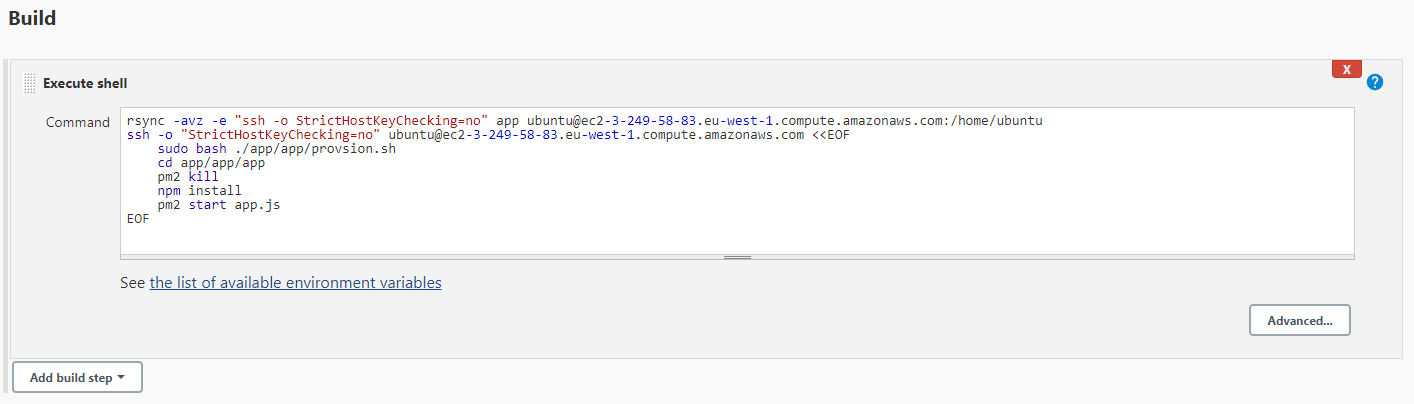 Build
Execute shell
X
?
Command
rsync -avz -e "ssh -o StrictHostKeyChecking=no" app ubuntu@ec2-3-249-58-83.eu-west-1.compute.amazonaws.com:/home/ubuntu
ssh -o "StrictHostKeyChecking=no" ubuntu@ec2-3-249-58-83.eu-west-1.compute.amazonaws.com <<EOF
    sudo bash ./app/app/provsion.sh
    cd app/app/app
    pm2 kill
    npm install
    pm2 start app.js
EOF
See the list of available environment variables
Advanced...
Add build step